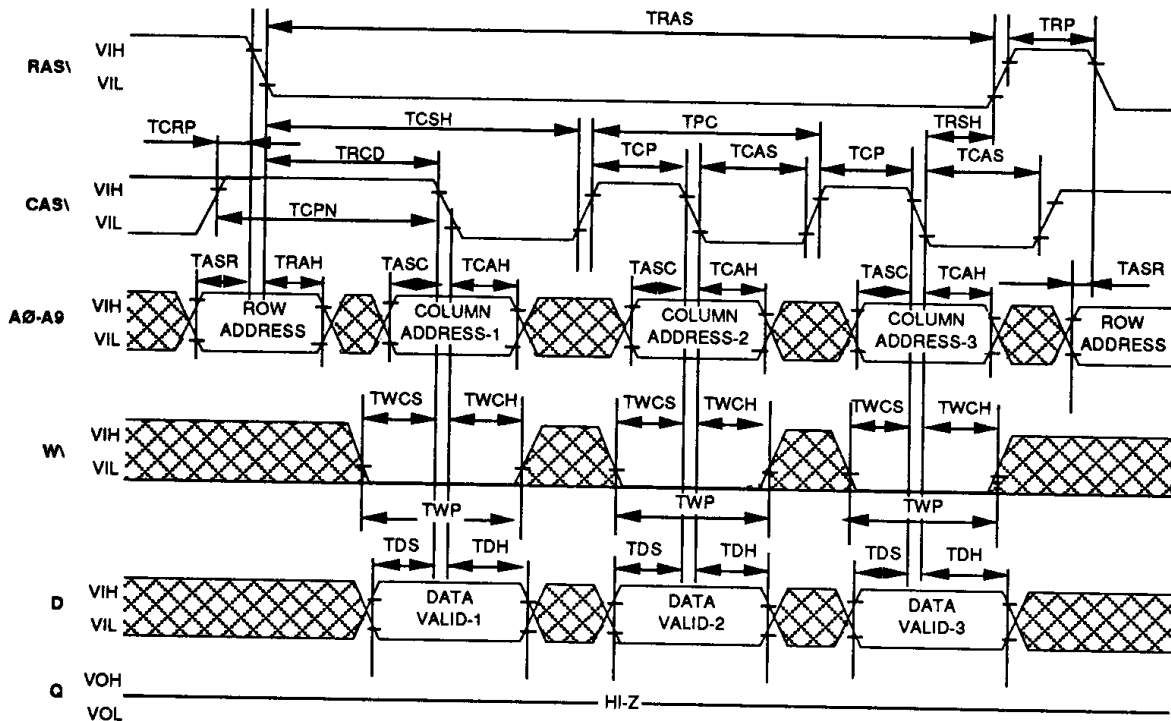 TRAS
TRP
RAS\
VIH
VIL
TCSH
TPC
TRSH
TCRP
TRCD
TCP
TCAS
TCP
TCAS
CAS\
VIH
VIL
TCPN
TASR
TRAH
TASC
TCAH
TASC
TCAH
TASC
TCAH
TASR
AØ-A9
VIH
VIL
ROW
ADDRESS
COLUMN
ADDRESS-1
COLUMN
ADDRESS-2
COLUMN
ADDRESS-3
ROW
ADDRESS
TWCS
TWCH
TWCS
TWCH
TWCS
TWCH
W\
VIH
VIL
TWP
TWP
TWP
TDS
TDH
TDS
TDH
TDS
TDH
D
VIH
VIL
DATA
VALID-1
DATA
VALID-2
DATA
VALID-3
Q
VOH
VOL
HI-Z